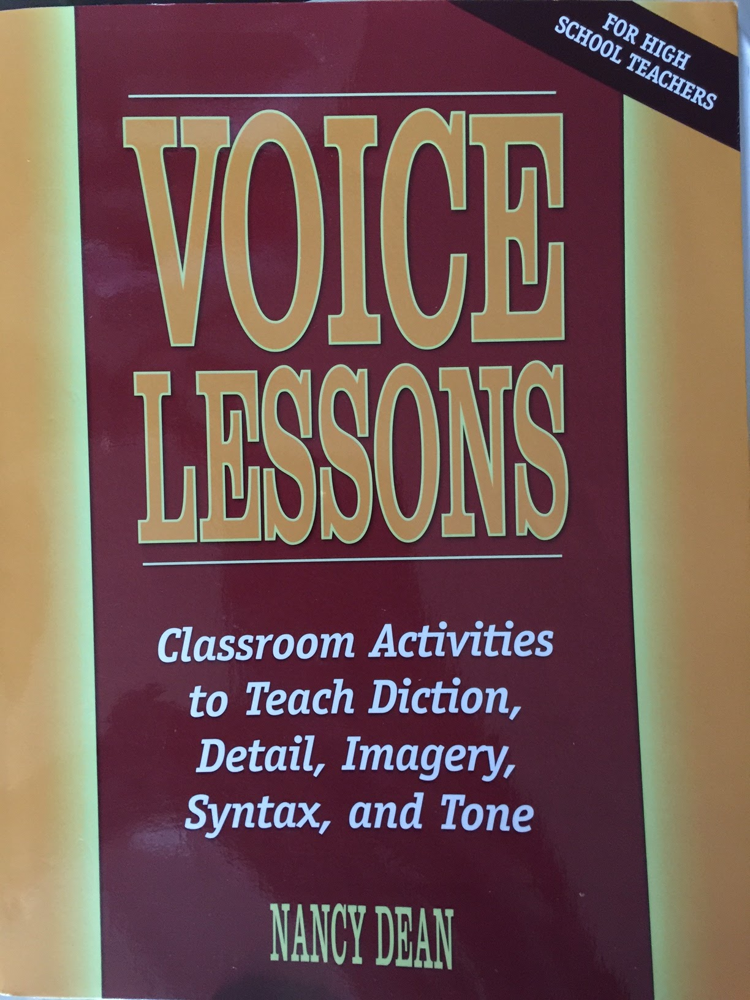 FOR HIGH
SCHOOL TEACHERS
VOICE
LESSONS
Classroom Activities
to Teach Diction,
Detail, Imagery,
Syntax, and Tone
NANCY DEAN